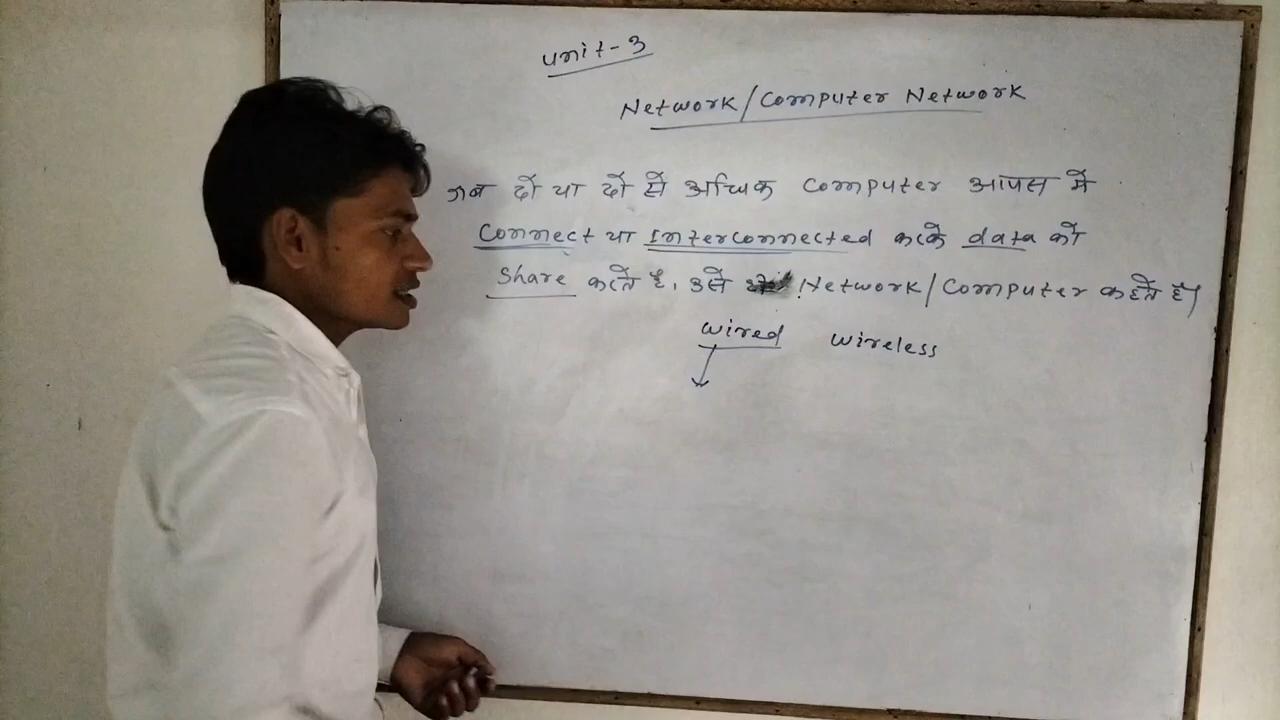 Unit-3
Network/Computer Network
जब दो या दो से अधिक Computer आपस में
Connect या Interconnected करके data को
Share करते है, उसे Network/Computer कहते है।
wired wireless